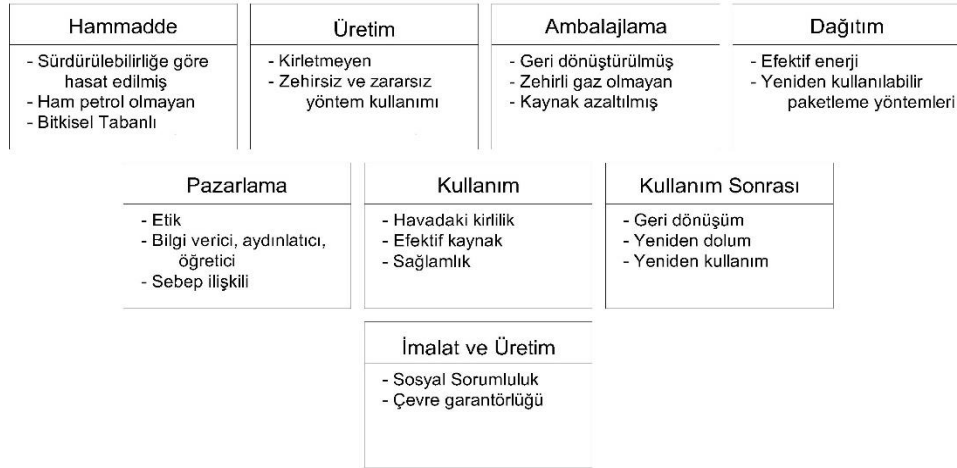 Hammadde
- Sürdürülebilirliğe göre
hasat edilmiş
- Ham petrol olmayan
- Bitkisel Tabanlı
Üretim
- Kirletmeyen
- Zehirsiz ve zararsız
yöntem kullanımı
Ambalajlama
- Geri dönüştürülmüş
- Zehirli gaz olmayan
- Kaynak azaltılmış
Dağıtım
- Efektif enerji
- Yeniden kullanılabilir
paketleme yöntemleri
Pazarlama
- Etik
- Bilgi verici, aydınlatıcı,
öğretici
- Sebep ilişkili
Kullanım
- Havadaki kirlilik
- Efektif kaynak
- Sağlamlık
Kullanım Sonrası
- Geri dönüşüm
- Yeniden dolum
- Yeniden kullanım
İmalat ve Üretim
- Sosyal Sorumluluk
- Çevre garantörlüğü